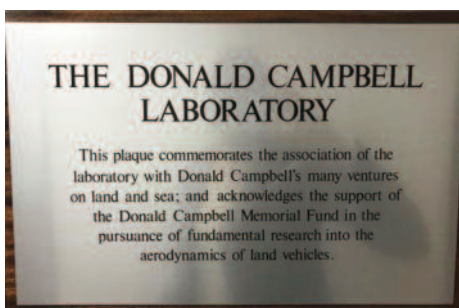 THE DONALD CAMPBELL
LABORATORY
This plaque commemorates the association of the
laboratory with Donald Campbell's many ventures
on land and sea; and acknowledges the support of
the Donald Campbell Memorial Fund in the
pursuance of fundamental research into the
aerodynamics of land vehicles.